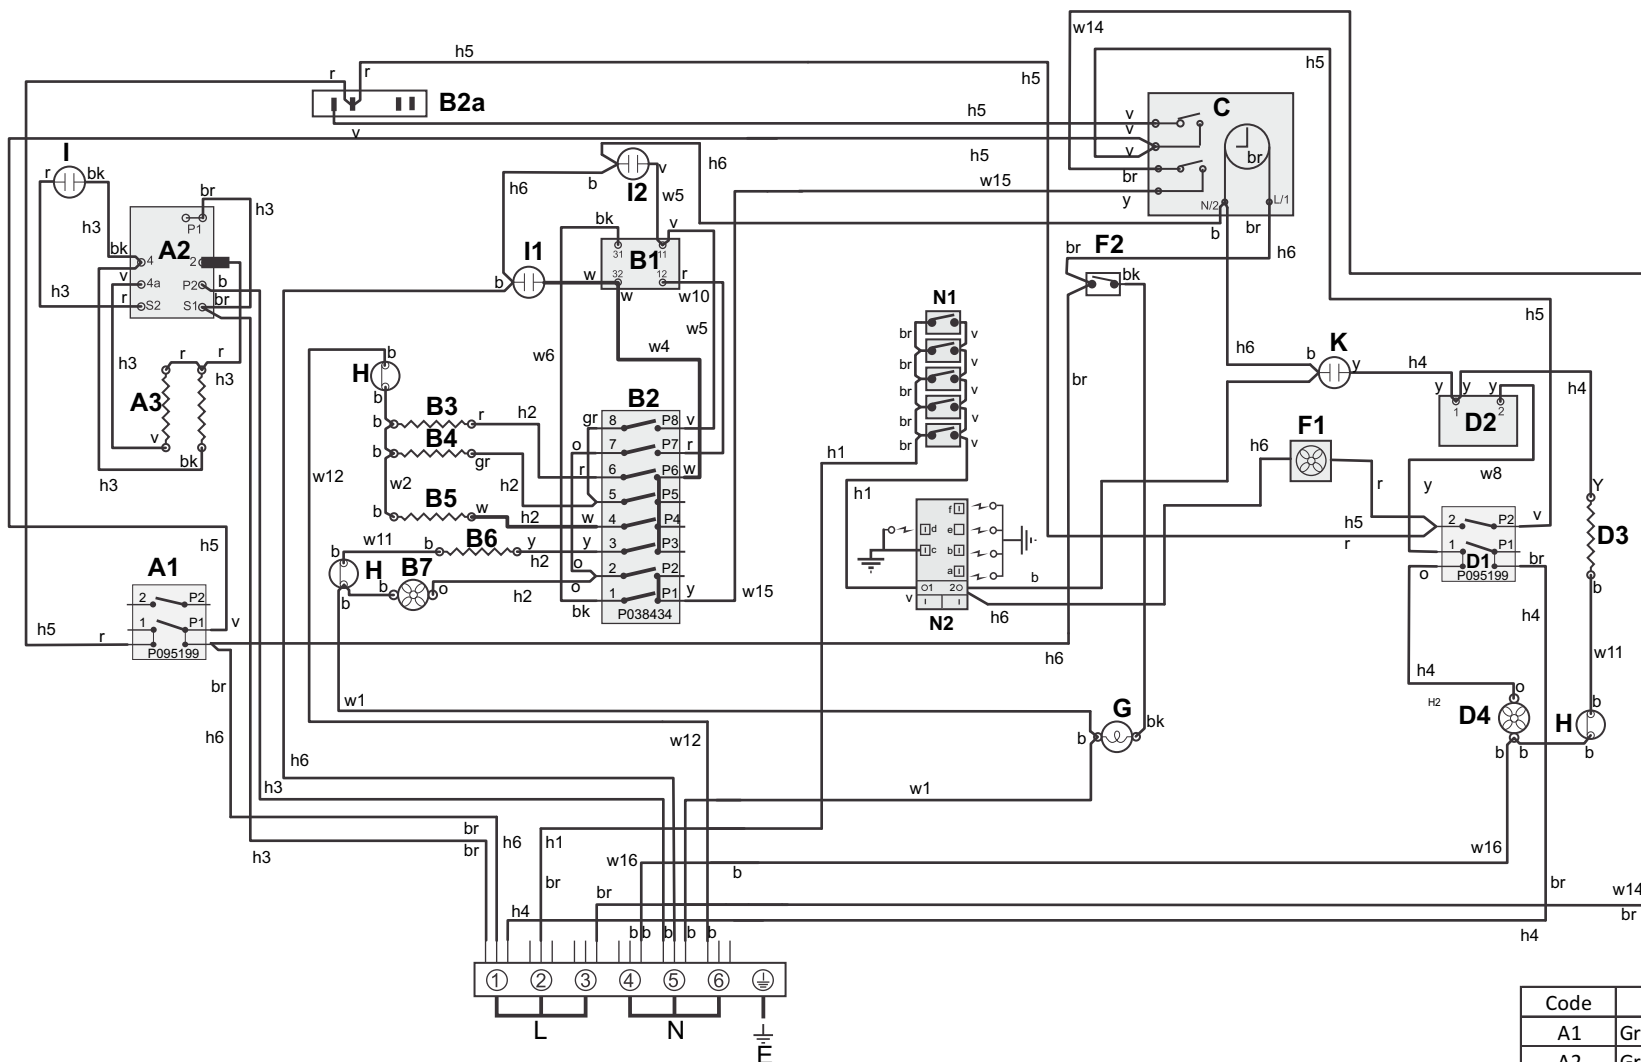 w14
h5
h5
r r
h5
B2a
C
h5
v
v
v
v
I
r bk
h6
h5
br
br
v
I2
w15
br
b
h6
w5
y
N/2
L/1
br
h3
P1
bk
v
b
br
h3
h6
F2
br
bk
A2
bk
4
2
31
11
B1
I1
v
4a
P2
b
w
32
12
r
b
w
w10
N1
h3
r
S2
S1
br
br
v
h5
w5
K
h6
b
y
h4
br
v
w4
w6
br
h3
r
r
h3
b
H
b
y
y
y
h4
br
v
1
2
D2
A3
B3
r
h2
B2
gr
8
P8
v
br
v
F1
b
B4
o
7
P7
r
h1
h6
v
bk
b
gr
r
6
P6
w
w8
h3
w12
w2
h2
5
P5
h1
r
y
Y
B5
w
h2
w
4
P4
f
d
e
h5
2
P2
v
b
w11
B6
y
y
3
P3
c
b
r
1
P1
br
D3
h5
b
h2
o
a
D1
A1
H
B7
2
P2
b
o
P095199
b
b
o
h2
o
1
P1
y
w15
1
2
b
2
P2
bk
P038434
v
h6
h4
h5
r
1
P1
v
N2
P095199
h6
w11
br
h4
w1
H2
o
b
G
D4
H
h6
w12
b
bk
b
b
b
h6
h3
w1
br
br
h6
h1
w16
w16
h3
b
br
br
br
w14
h4
br
b
b
b
b
b
h4
1
2
3
4
5
6
L
N
E
Code
A1
Gr
A2
Gr